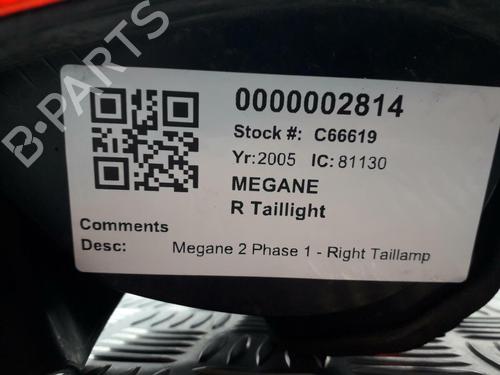 B-PARTS
0000002814
Stock #: C66619
Yr: 2005 IC: 81130
MEGANE
R Taillight
Comments
Desc: Megane 2 Phase 1 - Right Taillamp